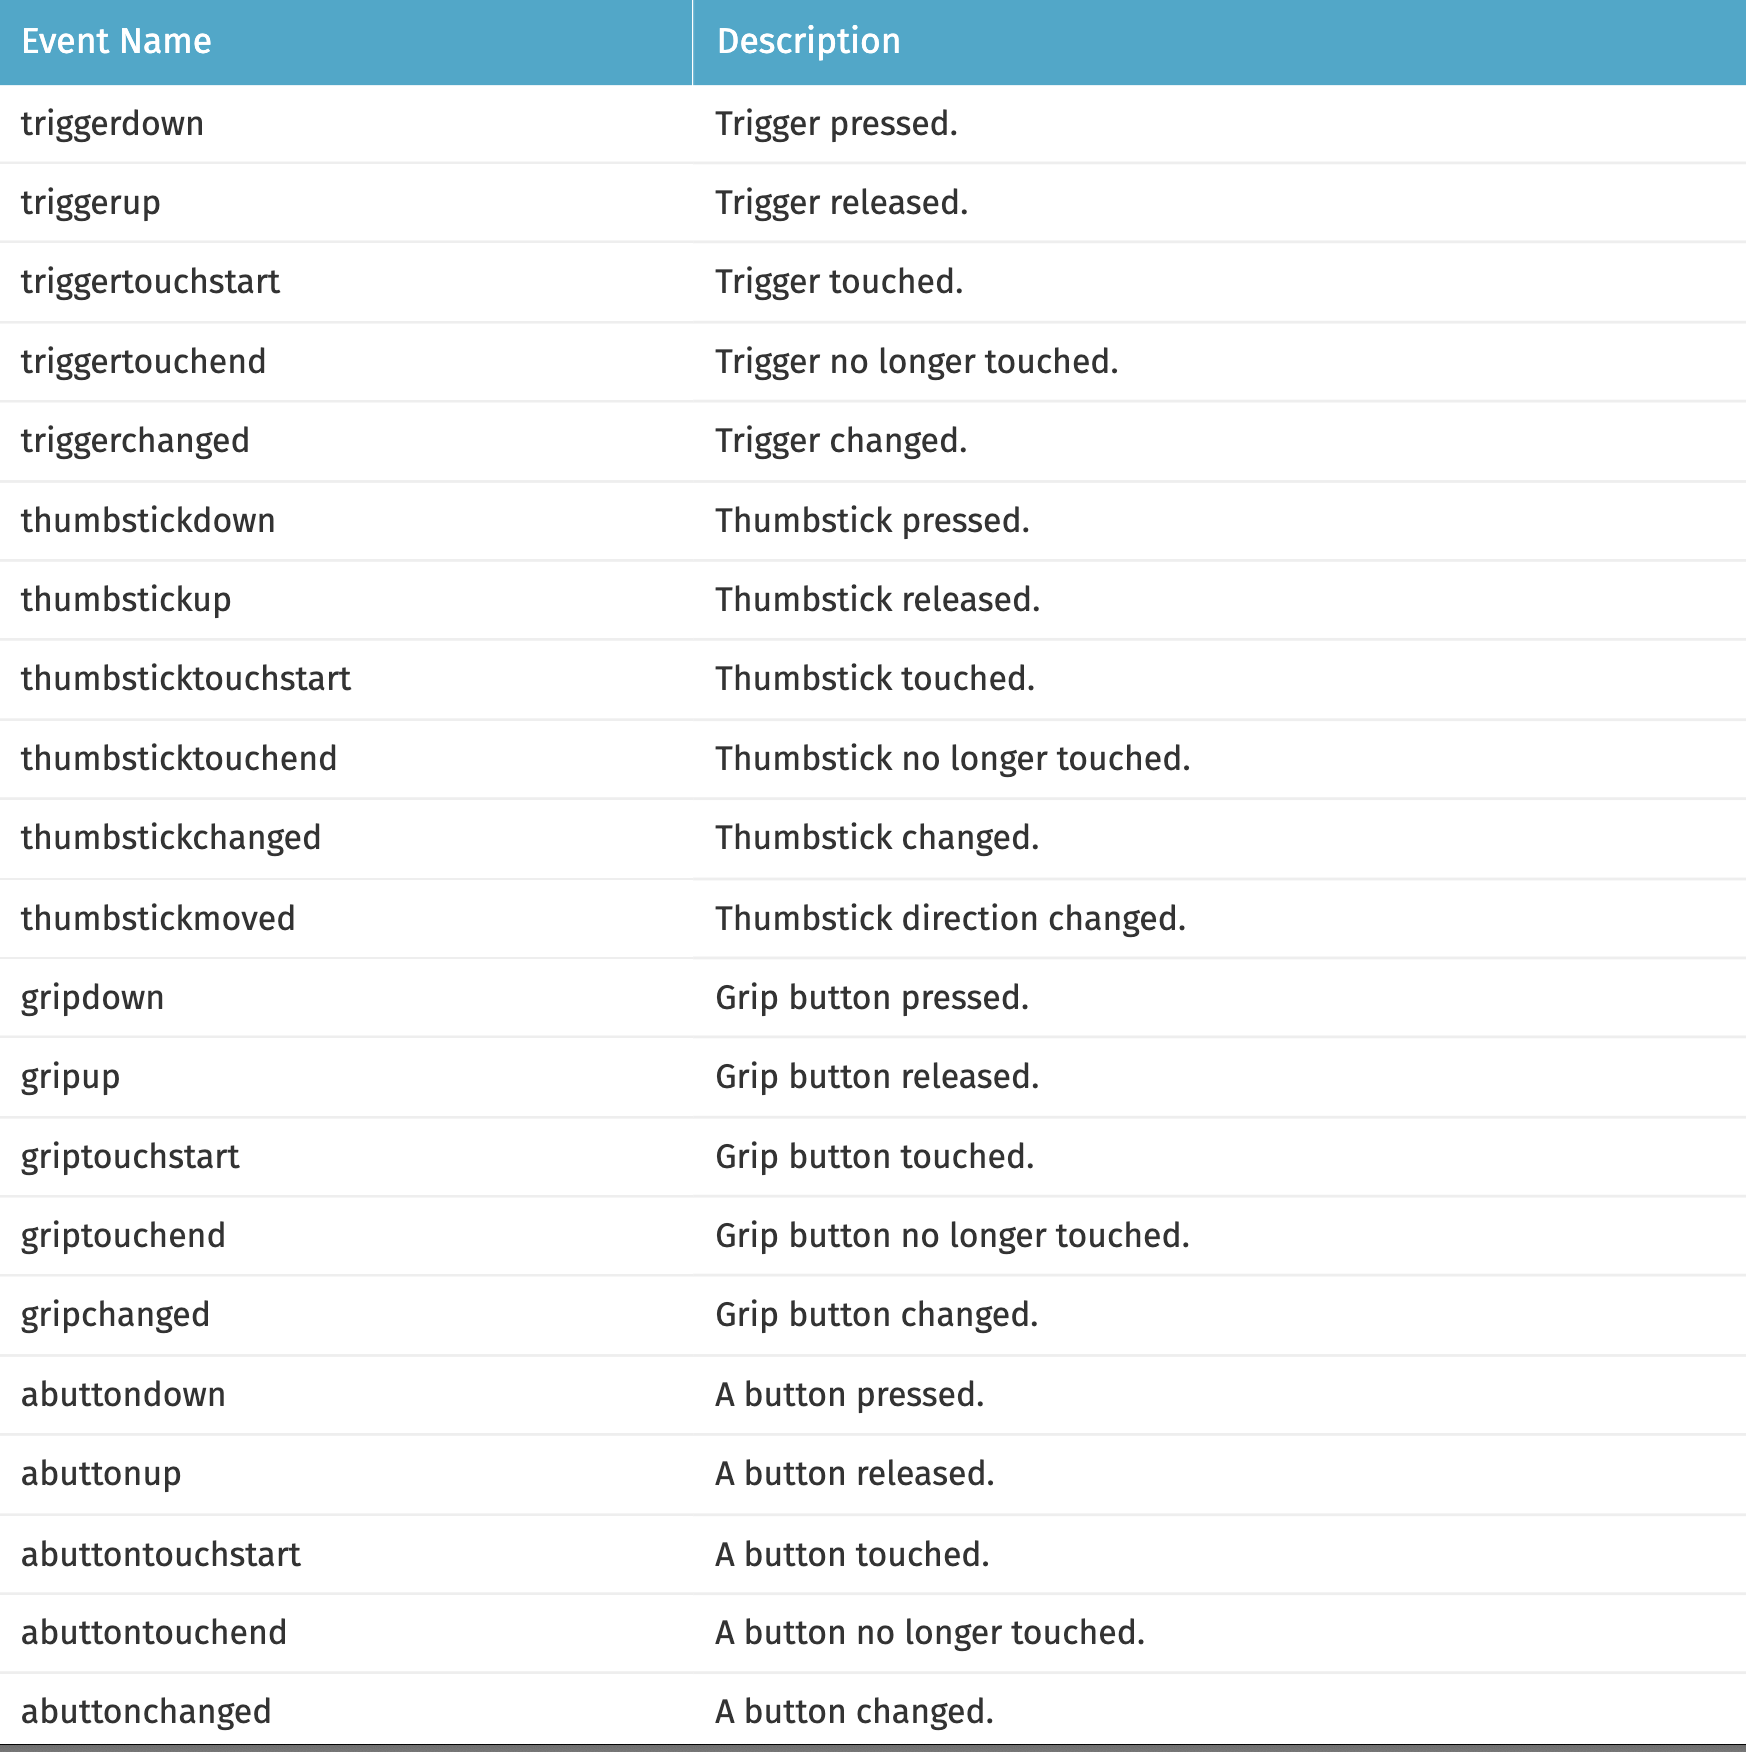 Event Name Description
triggerdown Trigger pressed.
triggerup Trigger released.
triggertouchstart Trigger touched.
triggertouchend Trigger no longer touched.
triggerchanged Trigger changed.
thumbstickdown Thumbstick pressed.
thumbstickup Thumbstick released.
thumbsticktouchstart Thumbstick touched.
thumbsticktouchend Thumbstick no longer touched.
thumbstickchanged Thumbstick changed.
thumbstickmoved Thumbstick direction changed.
gripdown Grip button pressed.
gripup Grip button released.
griptouchstart Grip button touched.
griptouchend Grip button no longer touched.
gripchanged Grip button changed.
abuttondown A button pressed.
abuttonup A button released.
abuttontouchstart A button touched.
abuttontouchend A button no longer touched.
abuttonchanged A button changed.